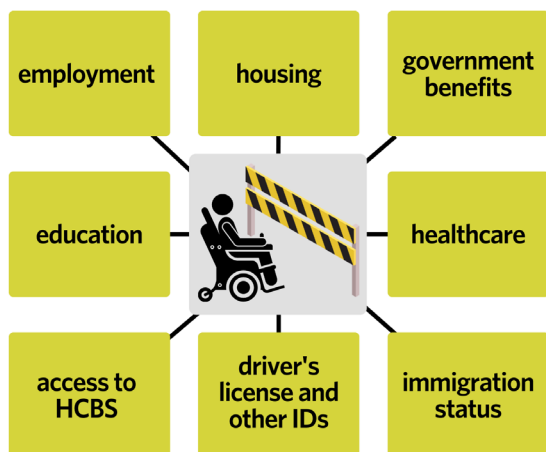 employment
housing
government
benefits
education
healthcare
access to
HCBS
driver's
license and
other IDs
immigration
status